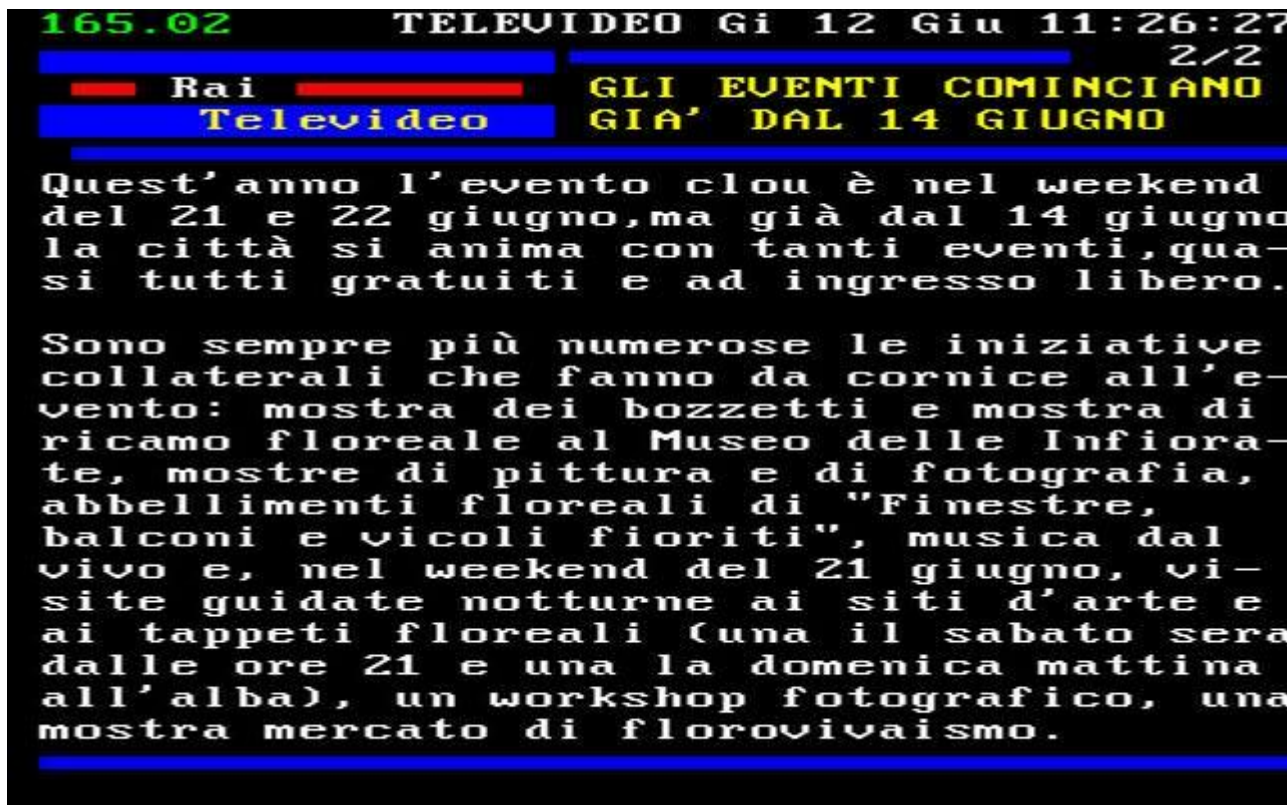 165.02 TELEVIDEO Gi 12 Giu 11:26:27
2/2
Rai GLI EVENTI COMINCIANO
Televideo GIA' DAL 14 GIUGNO
Quest'anno l'evento clou è nel weekend
del 21 e 22 giugno,ma già dal 14 giugno
la città si anima con tanti eventi,qua-
si tutti gratuiti e ad ingresso libero.
Sono sempre più numerose le iniziative
collaterali che fanno da cornice all'e-
vento: mostra dei bozzetti e mostra di
ricamo floreale al Museo delle Infiora-
te, mostre di pittura e di fotografia,
abbellimenti floreali di "Finestre,
balconi e vicoli fioriti", musica dal
vivo e, nel weekend del 21 giugno, vi-
site guidate notturne ai siti d'arte e
ai tappeti floreali (una il sabato sera
dalle ore 21 e una la domenica mattina
all'alba), un workshop fotografico, una
mostra mercato di florovivaismo.